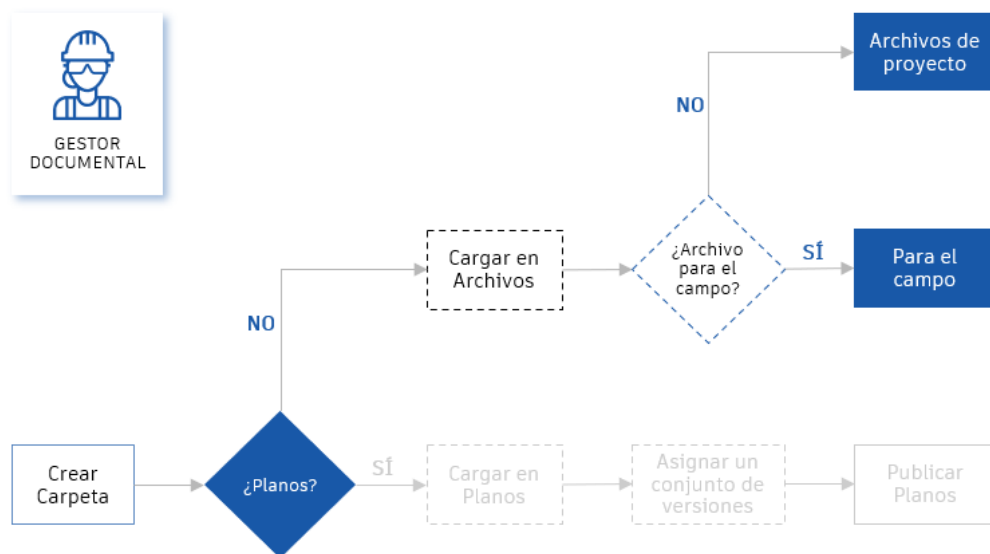 GESTOR
DOCUMENTAL
Archivos de
proyecto
NO
Cargar en
Archivos
¿Archivo
para el
campo?
SÍ
Para el
campo
NO
Crear
Carpeta
¿Planos?
SÍ
Cargar en
Planos
Asignar un
conjunto de
versiones
Publicar
Planos